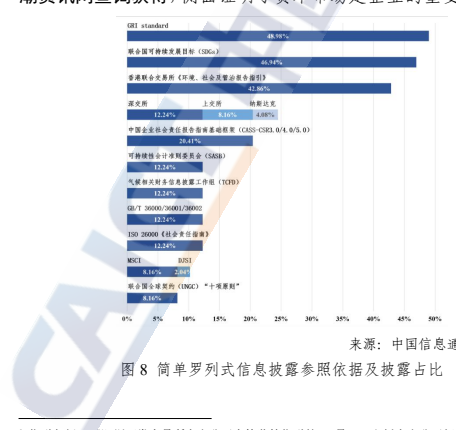 GRI standard
48.98%
联合国可持续发展目标（SDGs）
46.94%
香港联合交易所《环境、社会及管治报告指引》
42.86%
深交所 上交所 纳斯达克
12.24% 8.16% 4.08%
中国企业社会责任报告指南基础框架（CASS-CSR3.0/4.0/5.0）
20.41%
可持续性会计准则委员会（SASB）
12.24%
气候相关财务信息披露工作组（TCFD）
12.24%
GB/T 36000/36001/36002
12.24%
ISO 26000《社会责任指南》
12.24%
MSCI DJSI
8.16% 2.04%
联合国全球契约（UNGC）“十项原则”
8.16%
0% 5% 10% 15% 20% 25% 30% 35% 40% 45% 50%
来源：中国信息通
图 8 简单罗列式信息披露参照依据及披露占比
CAICT